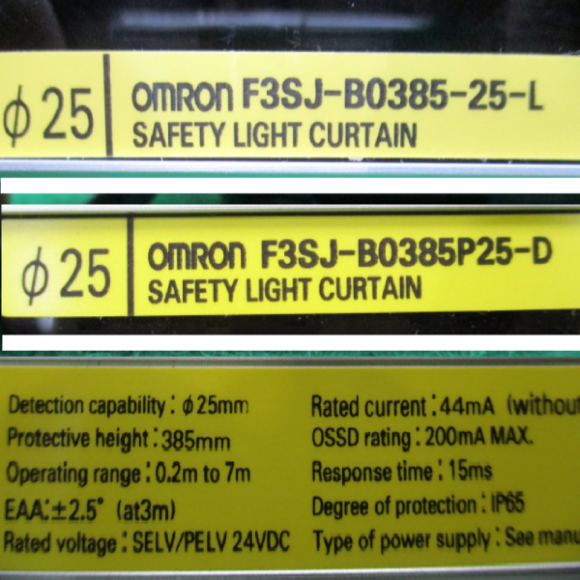 ϕ25 OMRON F3SJ-B0385-25-L
SAFETY LIGHT CURTAIN
ϕ25 OMRON F3SJ-B0385P25-D
SAFETY LIGHT CURTAIN
Detection capability: ϕ25mm
Protective height: 385mm
Operating range: 0.2m to 7m
EAA: ±2.5° (at3m)
Rated voltage: SELV/PELV 24VDC
Rated current: 44mA (without
OSSD rating: 200mA MAX.
Response time: 15ms
Degree of protection: IP65
Type of power supply: See manu